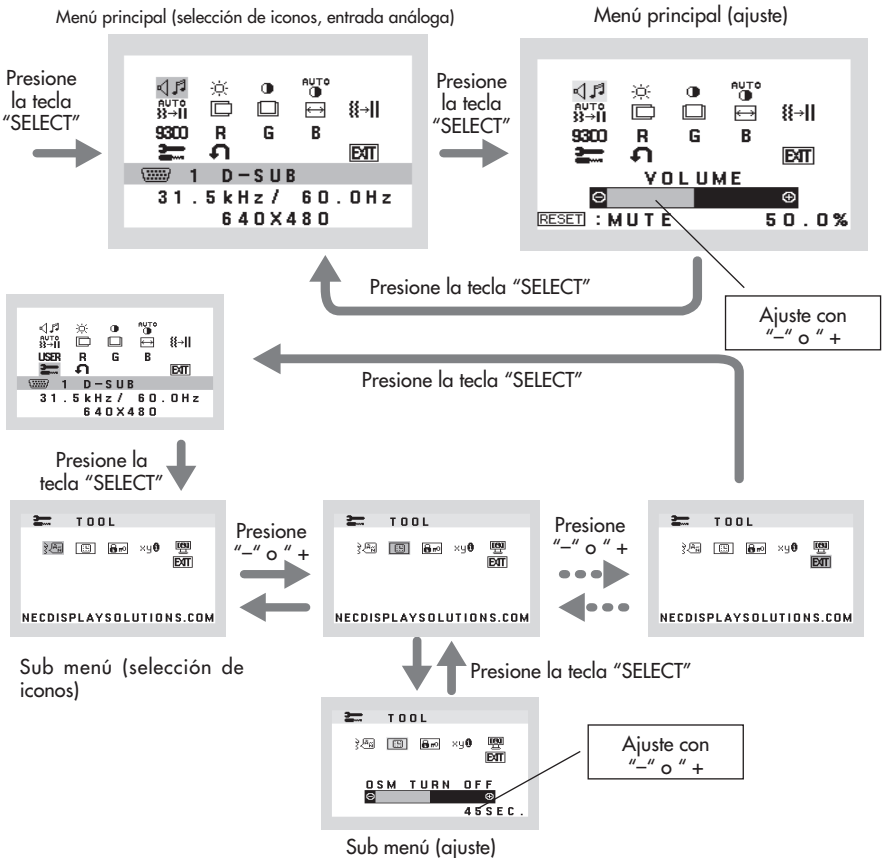 Menú principal (selección de iconos, entrada análoga)
Menú principal (ajuste)
Presione
la tecla
“SELECT”
AUTO
AUTO
9300 R G B
EXIT
1 D–SUB
31.5kHz/ 60.0Hz
640X480
Presione
la tecla
“SELECT”
AUTO
AUTO
9300 R G B
EXIT
VOLUME
RESET :MUTE 50.0%
Presione la tecla “SELECT”
Ajuste con
“–“ o “ +
AUTO
AUTO
USER R G B
EXIT
1 D–SUB
31.5kHz/ 60.0Hz
640X480
Presione la tecla “SELECT”
Presione la
tecla “SELECT”
TOOL
EXIT
NECDISPLAYSOLUTIONS.COM
Presione
“–“ o “ +
TOOL
EXIT
NECDISPLAYSOLUTIONS.COM
Presione
“–“ o “ +
TOOL
EXIT
NECDISPLAYSOLUTIONS.COM
Sub menú (selección de
iconos)
Presione la tecla “SELECT”
TOOL
EXIT
OSM TURN OFF
45SEC.
Ajuste con
“–“ o “ +
Sub menú (ajuste)